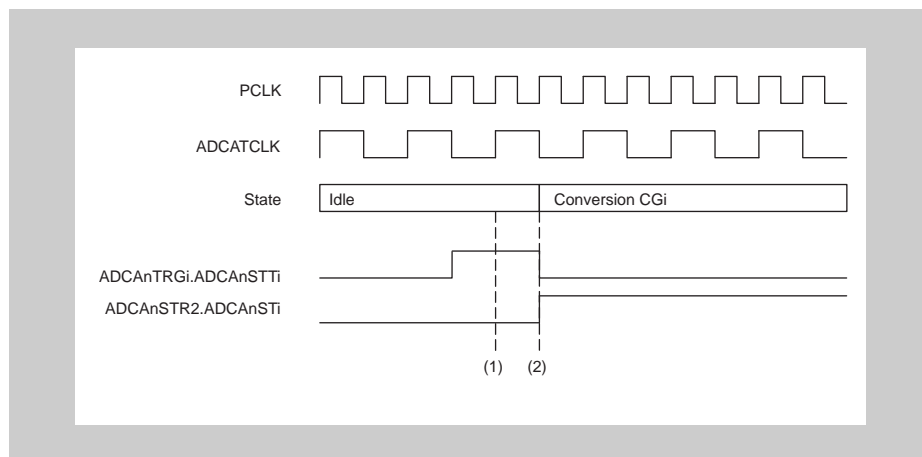 PCLK
ADCATCLK
State Idle Conversion CGi
ADCAnTRGi.ADCAnSTTi
ADCAnSTR2.ADCAnSTi
(1) (2)